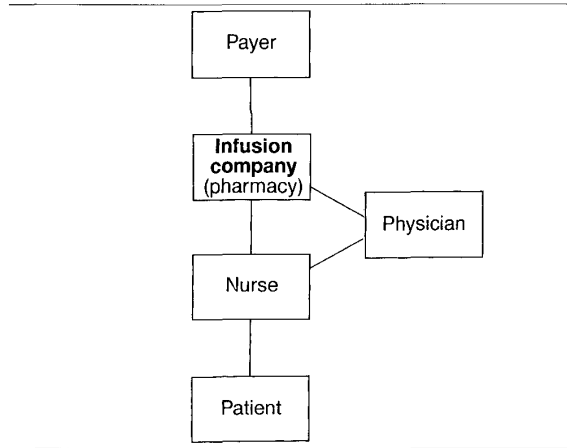 Payer
Infusion
company
(pharmacy)
Physician
Nurse
Patient